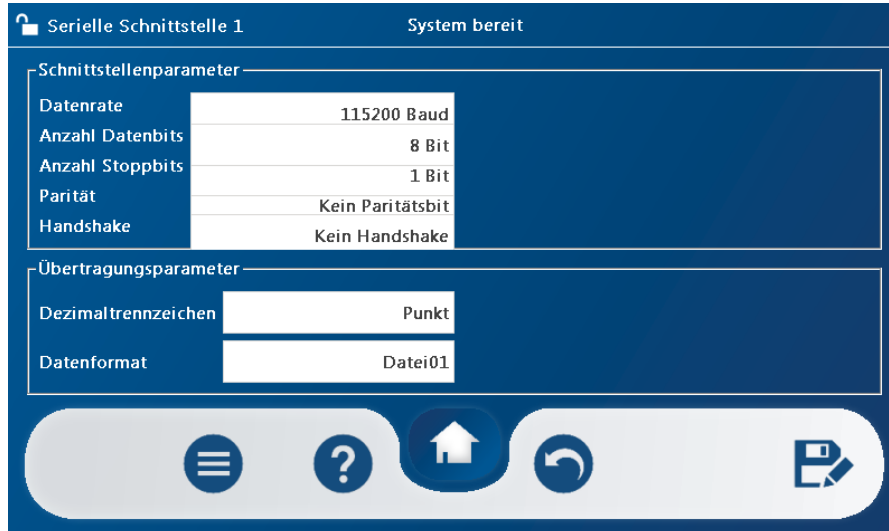 Serielle Schnittstelle 1 System bereit
Schnittstellenparameter
Datenrate 115200 Baud
Anzahl Datenbits 8 Bit
Anzahl Stoppbits 1 Bit
Parität Kein Paritätsbit
Handshake Kein Handshake
Übertragungsparameter
Dezimaltrennzeichen Punkt
Datenformat Datei01
?